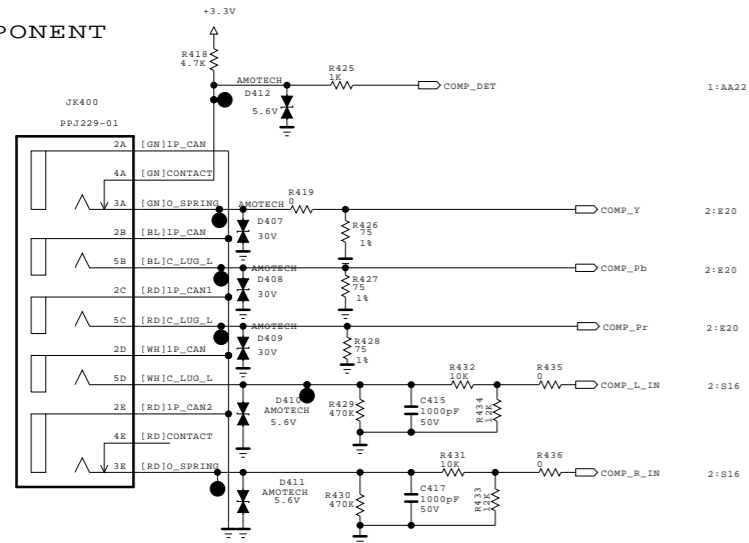 +3.3V
PONENT
R418
4.7K
AMOTECH
R425
1K
COMP_DET
1:AA22
D412
5.6V
JK400
PPJ229-01
2A [GN]1P_CAN
4A [GN]CONTACT
3A [GN]O_SPRING
AMOTECH
R419
0
COMP_Y
2:E20
D407
30V
R426
75
1%
2B [BL]1P_CAN
5B [BL]C_LUG_L
AMOTECH
COMP_Pb
2:E20
D408
30V
R427
75
1%
2C [RD]1P_CAN1
5C [RD]C_LUG_L
AMOTECH
COMP_Pr
2:E20
D409
30V
R428
75
1%
2D [WH]1P_CAN
5D [WH]C_LUG_L
R432
10K
R435
0
COMP_L_IN
2:S16
D410
AMOTECH
5.6V
R429
470K
C415
1000pF
50V
R434
12K
2E [RD]1P_CAN2
4E [RD]CONTACT
3E [RD]O_SPRING
R431
10K
R436
0
COMP_R_IN
2:S16
D411
AMOTECH
5.6V
R430
470K
C417
1000pF
50V
R433
12K